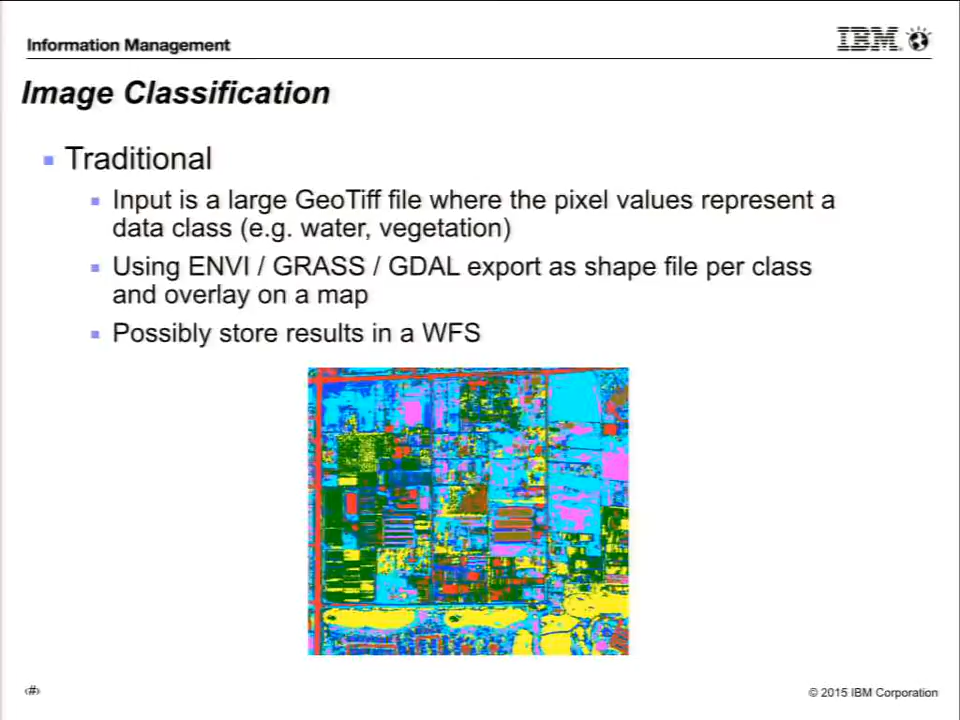 Information Management
IBM
Image Classification
Traditional
Input is a large GeoTiff file where the pixel values represent a
data class (e.g. water, vegetation)
Using ENVI / GRASS / GDAL export as shape file per class
and overlay on a map
Possibly store results in a WFS
‹#›
© 2015 IBM Corporation